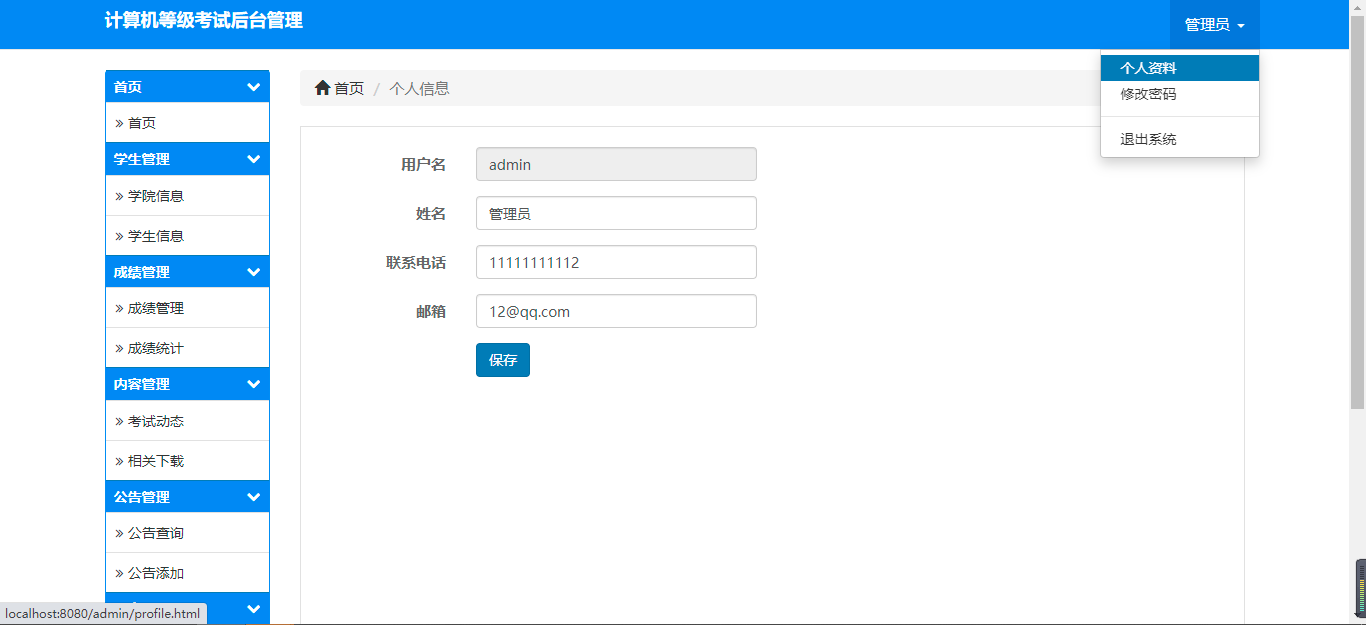 计算机等级考试后台管理
管理员
个人资料
修改密码
退出系统
首页
» 首页
学生管理
» 学院信息
» 学生信息
成绩管理
» 成绩管理
» 成绩统计
内容管理
» 考试动态
» 相关下载
公告管理
» 公告查询
» 公告添加
首页 / 个人信息
用户名 admin
姓名 管理员
联系电话 11111111112
邮箱 12@qq.com
保存
localhost:8080/admin/profile.html